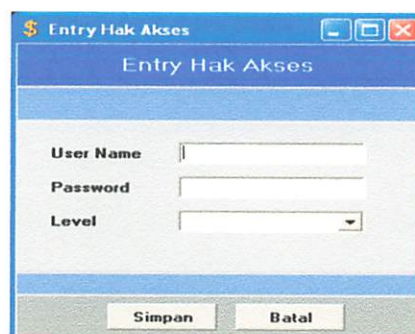 $ Entry Hak Akses
Entry Hak Akses
User Name
Password
Level
Simpan Batal